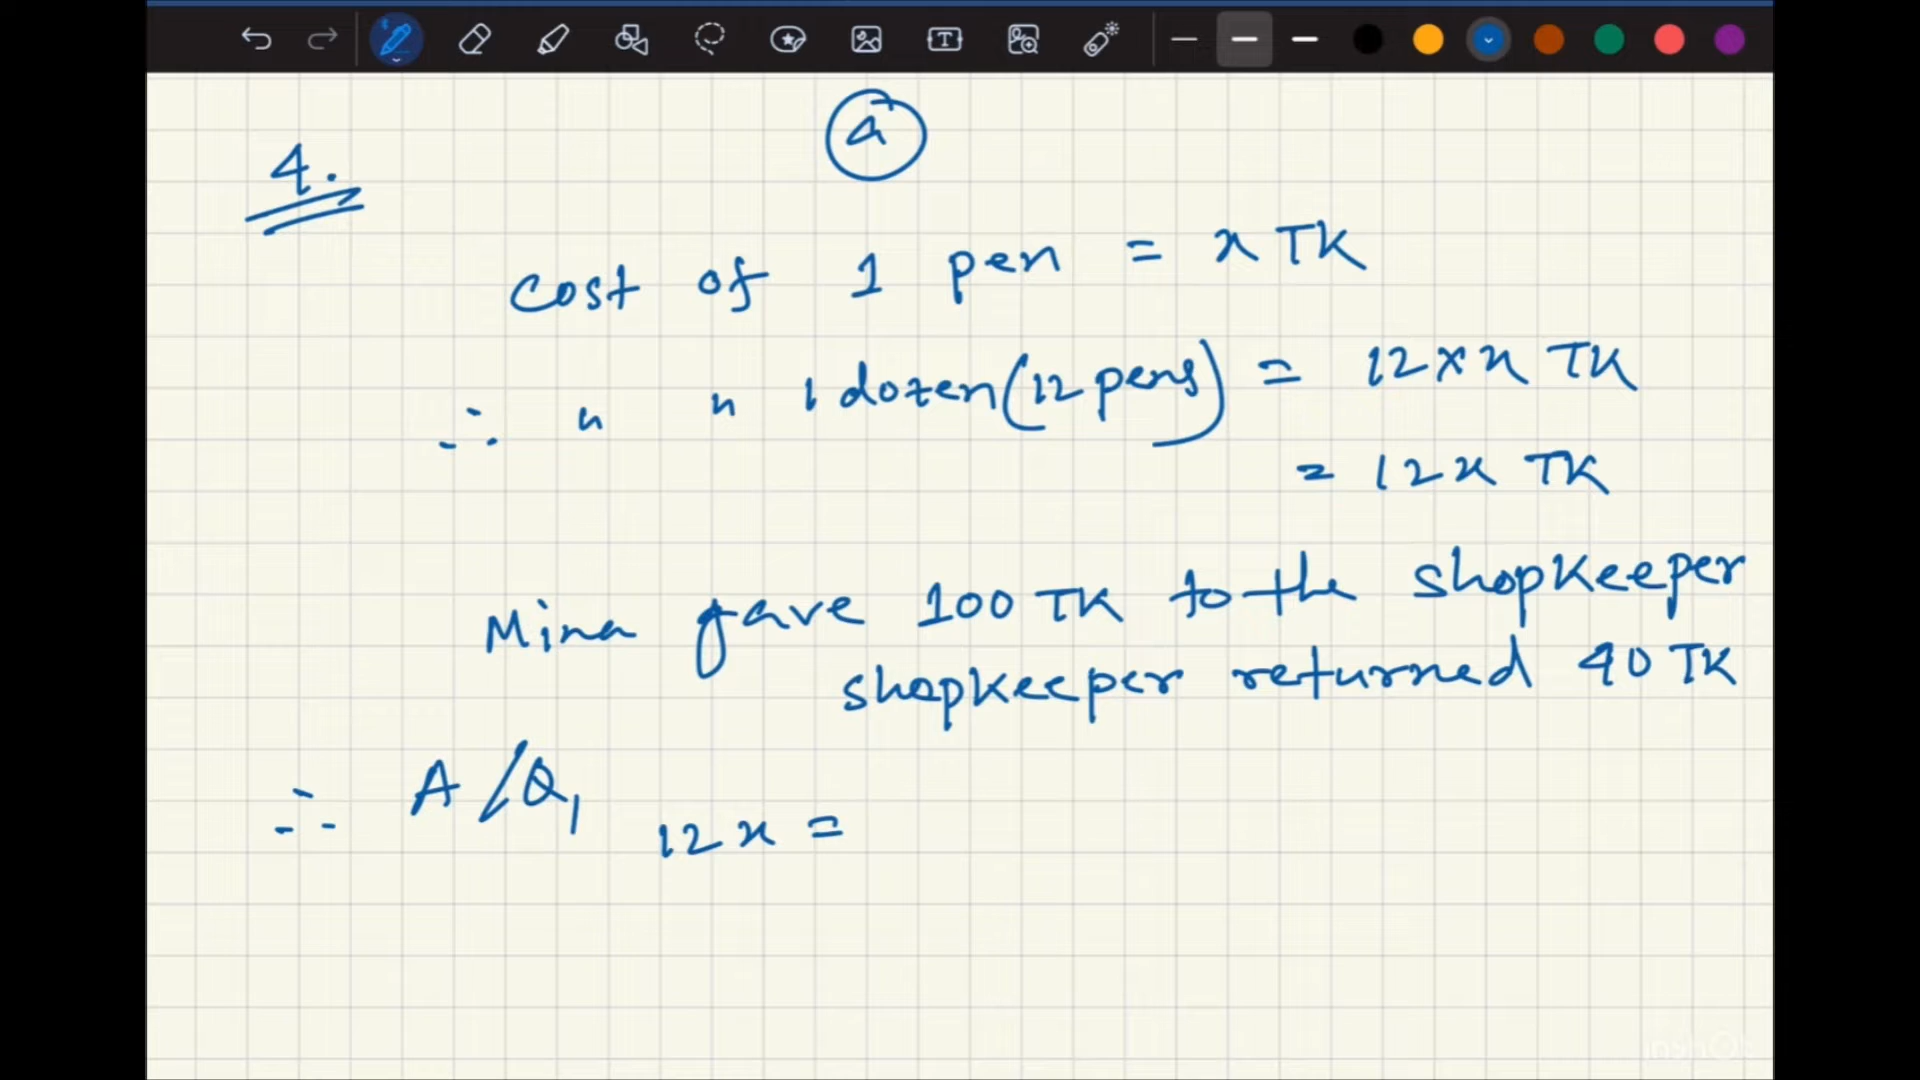 a
4.
cost of 1 pen = x TK
∴ " " 1 dozen (12 pens) = 12×x TK
= 12x TK
Mina gave 100 TK to the shopkeeper
shopkeeper returned 40 TK
∴ A/Q,
12x =